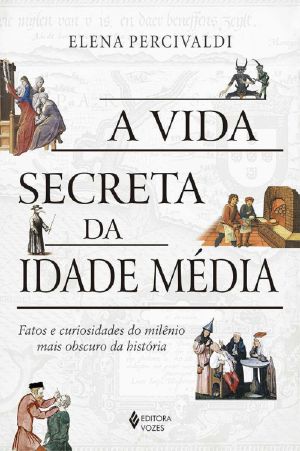 ELENA PERCIVALDI
A VIDA
SECRETA
DA
IDADE MÉDIA
Fatos e curiosidades do milênio
mais obscuro da história
EDITORA
VOZES